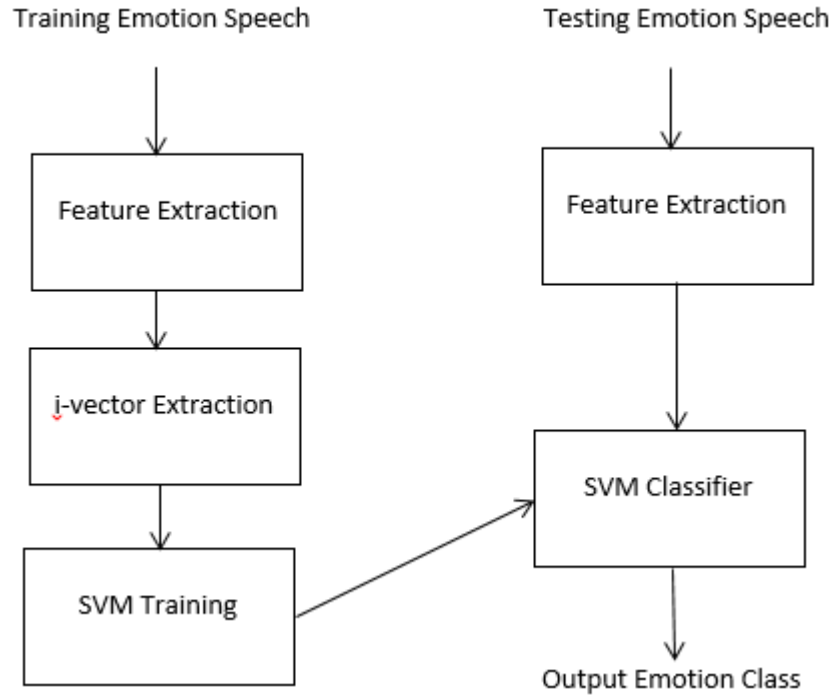 Training Emotion Speech
Testing Emotion Speech
Feature Extraction
Feature Extraction
i-vector Extraction
SVM Classifier
SVM Training
Output Emotion Class